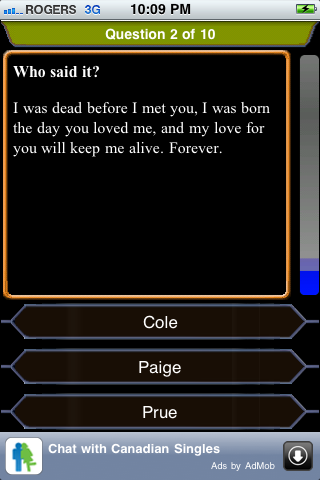 ROGERS 3G 10:09 PM
Question 2 of 10
Who said it?
I was dead before I met you, I was born
the day you loved me, and my love for
you will keep me alive. Forever.
Cole
Paige
Prue
Chat with Canadian Singles
Ads by AdMob